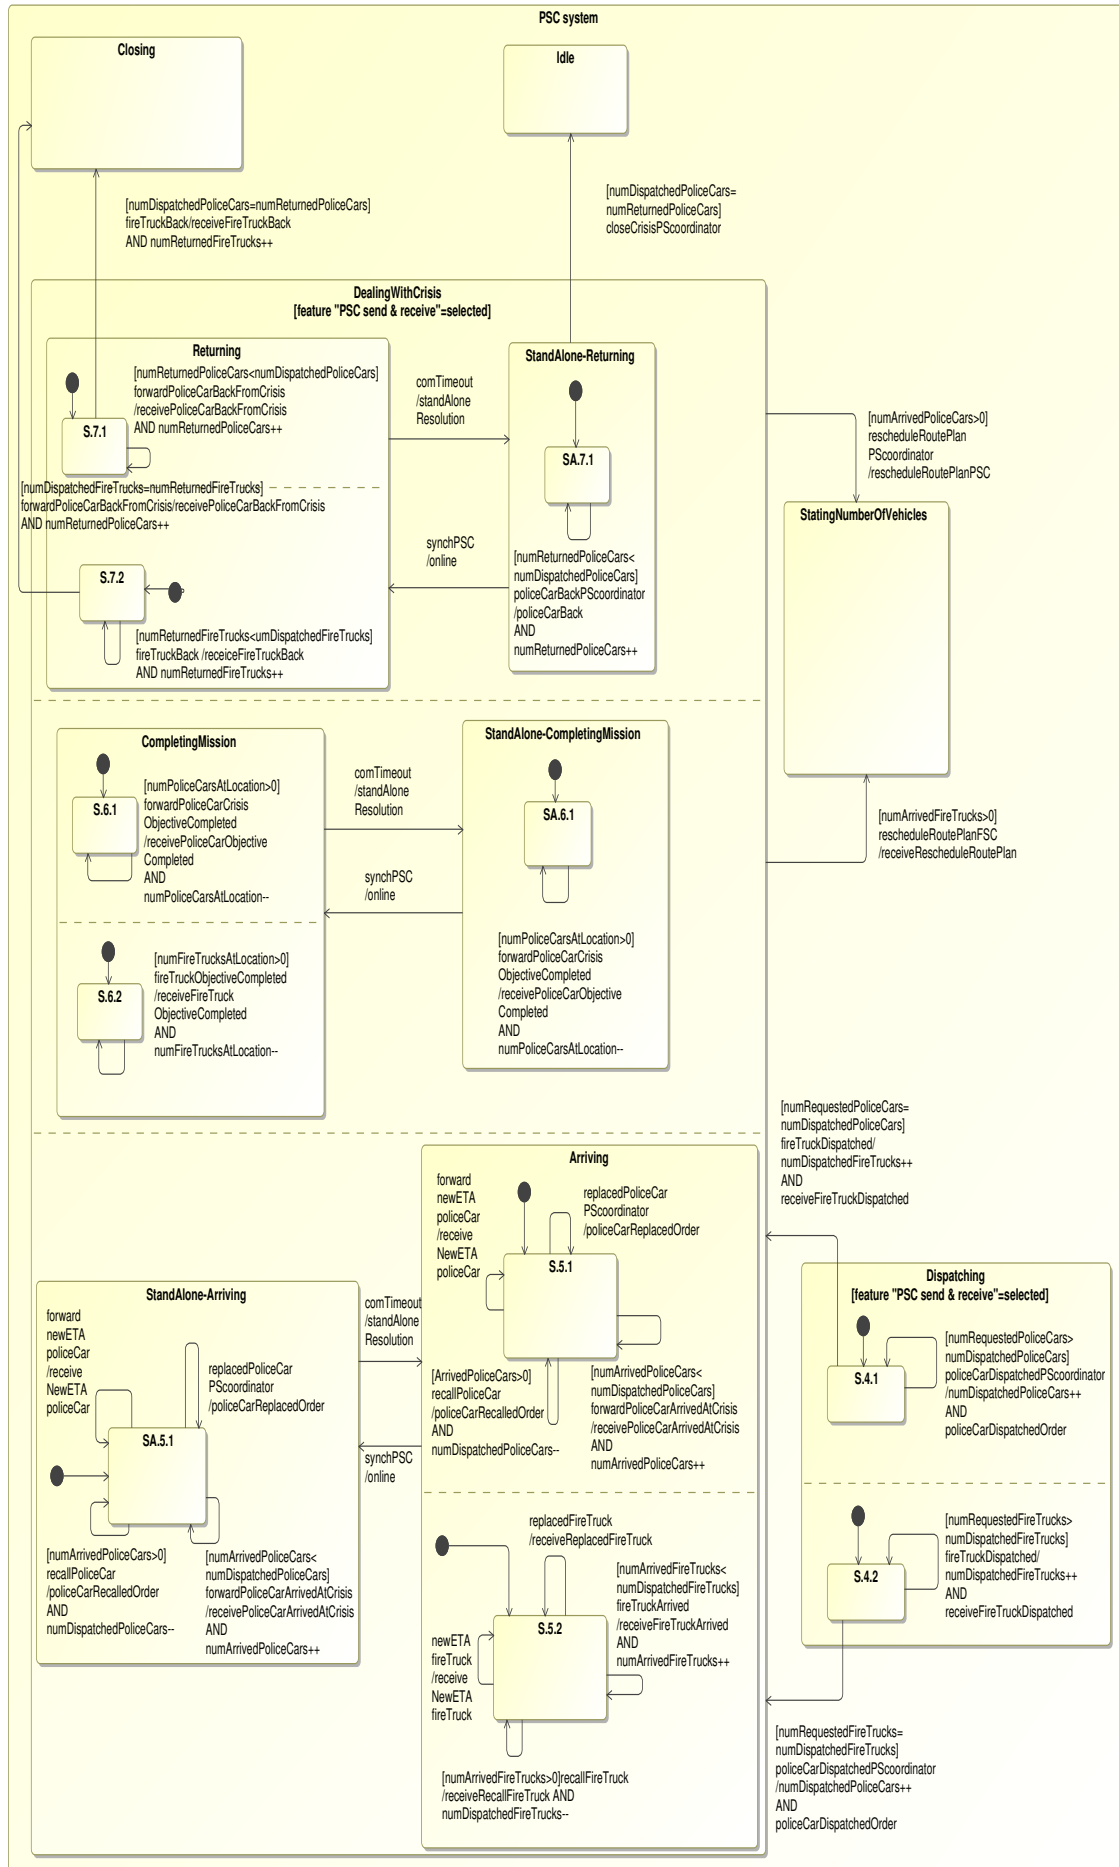 PSC system
Closing
Idle
[numDispatchedPoliceCars=numReturnedPoliceCars]
fireTruckBack/receiveFireTruckBack
AND numReturnedFireTrucks++
[numDispatchedPoliceCars=
numReturnedPoliceCars]
closeCrisisPScoordinator
DealingWithCrisis
[feature "PSC send & receive"=selected]
Returning
[numReturnedPoliceCars<numDispatchedPoliceCars]
forwardPoliceCarBackFromCrisis
/receivePoliceCarBackFromCrisis
AND numReturnedPoliceCars++
S.7.1
[numDispatchedFireTrucks=numReturnedFireTrucks]
forwardPoliceCarBackFromCrisis/receivePoliceCarBackFromCrisis
AND numReturnedPoliceCars++
S.7.2
[numReturnedFireTrucks<umDispatchedFireTrucks]
fireTruckBack /receiceFireTruckBack
AND numReturnedFireTrucks++
comTimeout
/standAlone
Resolution
synchPSC
/online
StandAlone-Returning
SA.7.1
[numReturnedPoliceCars<
numDispatchedPoliceCars]
policeCarBackPScoordinator
/policeCarBack
AND
numReturnedPoliceCars++
[numArrivedPoliceCars>0]
rescheduleRoutePlan
PScoordinator
/rescheduleRoutePlanPSC
StatingNumberOfVehicles
[numArrivedFireTrucks>0]
rescheduleRoutePlanFSC
/receiveRescheduleRoutePlan
CompletingMission
S.6.1
[numPoliceCarsAtLocation>0]
forwardPoliceCarCrisis
ObjectiveCompleted
/receivePoliceCarObjective
Completed
AND
numPoliceCarsAtLocation--
S.6.2
[numFireTrucksAtLocation>0]
fireTruckObjectiveCompleted
/receiveFireTruck
ObjectiveCompleted
AND
numFireTrucksAtLocation--
comTimeout
/standAlone
Resolution
synchPSC
/online
StandAlone-CompletingMission
SA.6.1
[numPoliceCarsAtLocation>0]
forwardPoliceCarCrisis
ObjectiveCompleted
/receivePoliceCarObjective
Completed
AND
numPoliceCarsAtLocation--
[numRequestedPoliceCars=
numDispatchedPoliceCars]
fireTruckDispatched/
numDispatchedFireTrucks++
AND
receiveFireTruckDispatched
Arriving
forward
newETA
policeCar
/receive
NewETA
policeCar
replacedPoliceCar
PScoordinator
/policeCarReplacedOrder
S.5.1
[ArrivedPoliceCars>0]
recallPoliceCar
/policeCarRecalledOrder
AND
numDispatchedPoliceCars--
[numArrivedPoliceCars<
numDispatchedPoliceCars]
forwardPoliceCarArrivedAtCrisis
/receivePoliceCarArrivedAtCrisis
AND
numArrivedPoliceCars++
StandAlone-Arriving
forward
newETA
policeCar
/receive
NewETA
policeCar
replacedPoliceCar
PScoordinator
/policeCarReplacedOrder
SA.5.1
[numArrivedPoliceCars>0]
recallPoliceCar
/policeCarRecalledOrder
AND
numDispatchedPoliceCars--
[numArrivedPoliceCars<
numDispatchedPoliceCars]
forwardPoliceCarArrivedAtCrisis
/receivePoliceCarArrivedAtCrisis
AND
numArrivedPoliceCars++
comTimeout
/standAlone
Resolution
synchPSC
/online
replacedFireTruck
/receiveReplacedFireTruck
[numArrivedFireTrucks<
numDispatchedFireTrucks]
fireTruckArrived
/receiveFireTruckArrived
AND
numArrivedFireTrucks++
S.5.2
newETA
fireTruck
/receive
NewETA
fireTruck
[numArrivedFireTrucks>0]recallFireTruck
/receiveRecallFireTruck AND
numDispatchedFireTrucks--
Dispatching
[feature "PSC send & receive"=selected]
S.4.1
[numRequestedPoliceCars>
numDispatchedPoliceCars]
policeCarDispatchedPScoordinator
/numDispatchedPoliceCars++
AND
policeCarDispatchedOrder
S.4.2
[numRequestedFireTrucks>
numDispatchedFireTrucks]
fireTruckDispatched/
numDispatchedFireTrucks++
AND
receiveFireTruckDispatched
[numRequestedFireTrucks=
numDispatchedFireTrucks]
policeCarDispatchedPScoordinator
/numDispatchedPoliceCars++
AND
policeCarDispatchedOrder